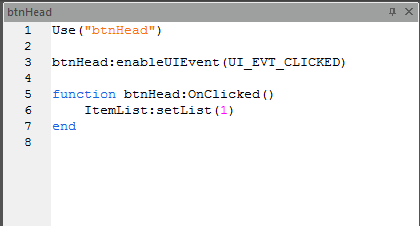 btnHead
1 Use("btnHead")
2
3 btnHead:enableUIEvent(UI_EVT_CLICKED)
4
5 function btnHead:OnClicked()
6     ItemList:setList(1)
7 end
8